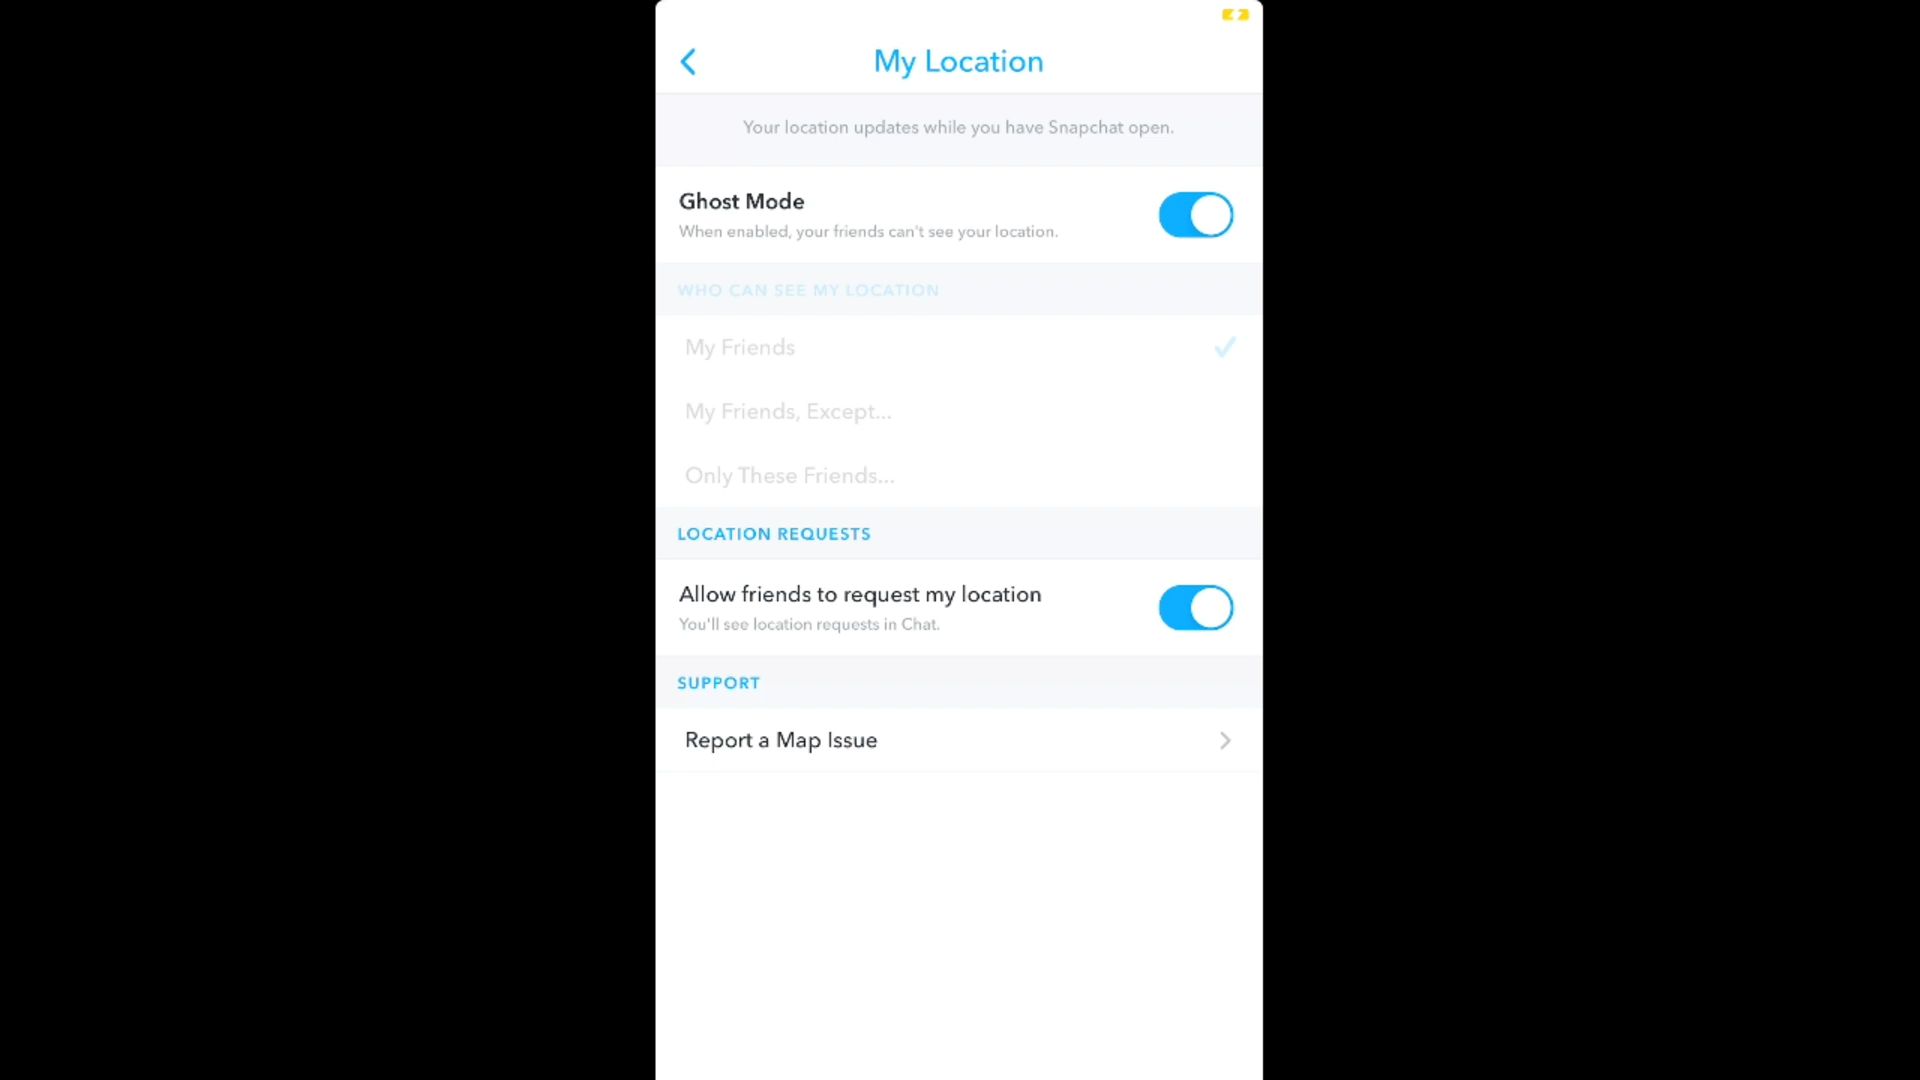 My Location
Your location updates while you have Snapchat open.
Ghost Mode
When enabled, your friends can't see your location.
WHO CAN SEE MY LOCATION
My Friends
My Friends, Except...
Only These Friends...
LOCATION REQUESTS
Allow friends to request my location
You'll see location requests in Chat.
SUPPORT
Report a Map Issue